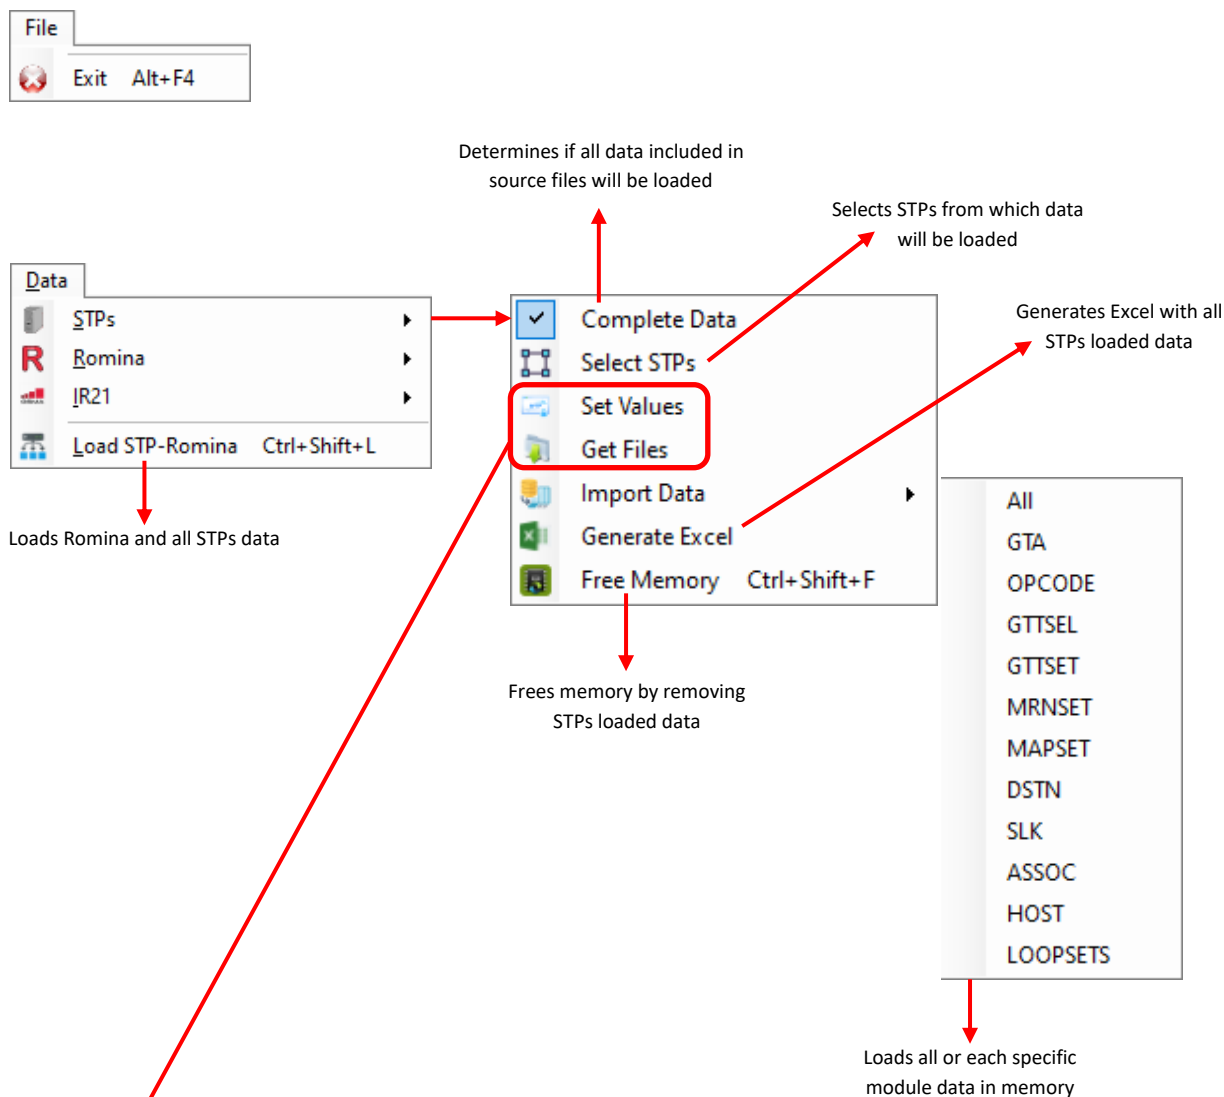 File
Exit Alt+F4
Determines if all data included in
source files will be loaded
Selects STPs from which data
will be loaded
Data
STPs
Romina
IR21
Load STP-Romina Ctrl+Shift+L
Loads Romina and all STPs data
Complete Data
Select STPs
Set Values
Get Files
Import Data
Generate Excel
Free Memory Ctrl+Shift+F
Generates Excel with all
STPs loaded data
Frees memory by removing
STPs loaded data
All
GTA
OPCODE
GTTSEL
GTTSET
MRNSET
MAPSET
DSTN
SLK
ASSOC
HOST
LOOPSETS
Loads all or each specific
module data in memory